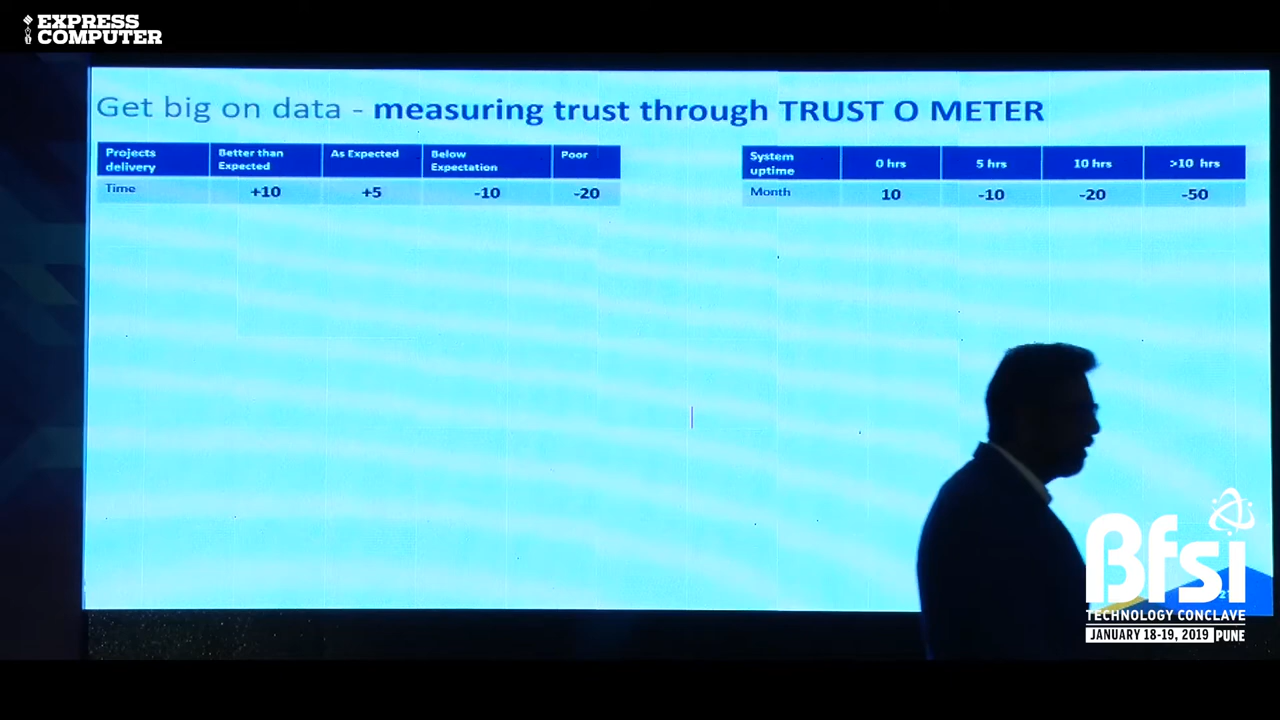 EXPRESS
COMPUTER
Get big on data - measuring trust through TRUST O METER
Projects delivery Better than Expected As Expected Below Expectation Poor
Time +10 +5 -10 -20
System uptime 0 hrs 5 hrs 10 hrs >10 hrs
Month 10 -10 -20 -50
Bfsi
TECHNOLOGY CONCLAVE
JANUARY 18-19, 2019 PUNE